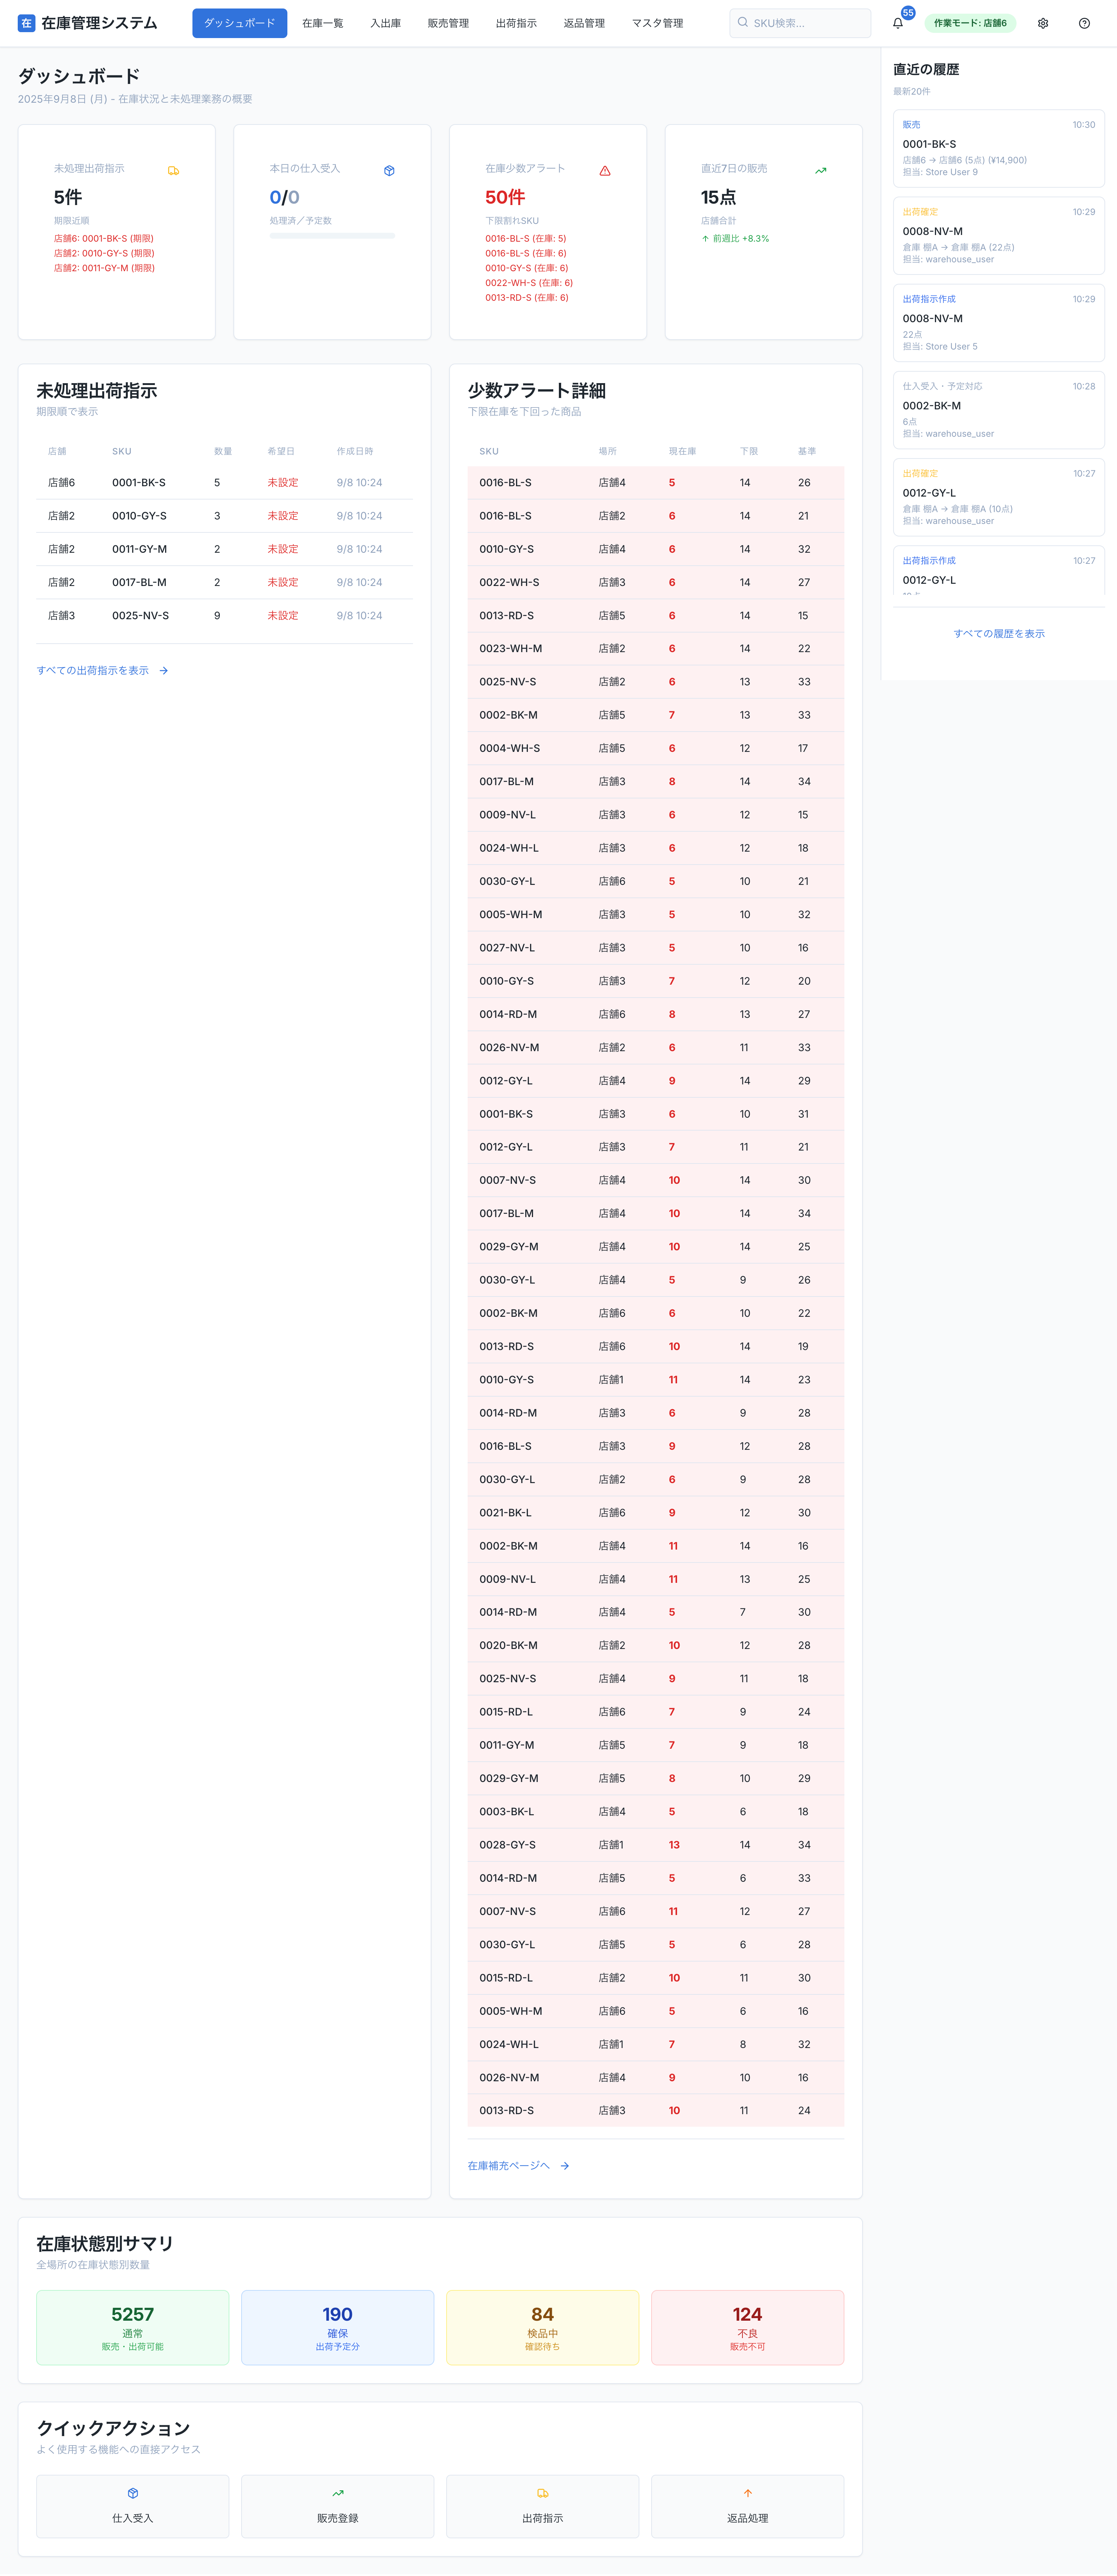 在 在庫管理システム ダッシュボード 在庫一覧 入出庫 販売管理 出荷指示 返品管理 マスタ管理 SKU検索... 55 作業モード: 店舗6
ダッシュボード
2025年9月8日 (月) - 在庫状況と未処理業務の概要
未処理出荷指示
5件
期限近順
店舗6: 0001-BK-S (期限)
店舗2: 0010-GY-S (期限)
店舗2: 0011-GY-M (期限)
本日の仕入受入
0/0
処理済／予定数
在庫少数アラート
50件
下限割れSKU
0016-BL-S (在庫: 5)
0016-BL-S (在庫: 6)
0010-GY-S (在庫: 6)
0022-WH-S (在庫: 6)
0013-RD-S (在庫: 6)
直近7日の販売
15点
店舗合計
↑ 前週比 +8.3%
未処理出荷指示
期限順で表示
店舗 SKU 数量 希望日 作成日時
店舗6 0001-BK-S 5 未設定 9/8 10:24
店舗2 0010-GY-S 3 未設定 9/8 10:24
店舗2 0011-GY-M 2 未設定 9/8 10:24
店舗2 0017-BL-M 2 未設定 9/8 10:24
店舗3 0025-NV-S 9 未設定 9/8 10:24
すべての出荷指示を表示 →
少数アラート詳細
下限在庫を下回った商品
SKU 場所 現在庫 下限 基準
0016-BL-S 店舗4 5 14 26
0016-BL-S 店舗2 6 14 21
0010-GY-S 店舗4 6 14 32
0022-WH-S 店舗3 6 14 27
0013-RD-S 店舗5 6 14 15
0023-WH-M 店舗2 6 14 22
0025-NV-S 店舗2 6 13 33
0002-BK-M 店舗5 7 13 33
0004-WH-S 店舗5 6 12 17
0017-BL-M 店舗3 8 14 34
0009-NV-L 店舗3 6 12 15
0024-WH-L 店舗3 6 12 18
0030-GY-L 店舗6 5 10 21
0005-WH-M 店舗3 5 10 32
0027-NV-L 店舗3 5 10 16
0010-GY-S 店舗3 7 12 20
0014-RD-M 店舗6 8 13 27
0026-NV-M 店舗2 6 11 33
0012-GY-L 店舗4 9 14 29
0001-BK-S 店舗3 6 10 31
0012-GY-L 店舗3 7 11 21
0007-NV-S 店舗4 10 14 30
0017-BL-M 店舗4 10 14 34
0029-GY-M 店舗4 10 14 25
0030-GY-L 店舗4 5 9 26
0002-BK-M 店舗6 6 10 22
0013-RD-S 店舗6 10 14 19
0010-GY-S 店舗1 11 14 23
0014-RD-M 店舗3 6 9 28
0016-BL-S 店舗3 9 12 28
0030-GY-L 店舗2 6 9 28
0021-BK-L 店舗6 9 12 30
0002-BK-M 店舗4 11 14 16
0009-NV-L 店舗4 11 13 25
0014-RD-M 店舗4 5 7 30
0020-BK-M 店舗2 10 12 28
0025-NV-S 店舗4 9 11 18
0015-RD-L 店舗6 7 9 24
0011-GY-M 店舗5 7 9 18
0029-GY-M 店舗5 8 10 29
0003-BK-L 店舗4 5 6 18
0028-GY-S 店舗1 13 14 34
0014-RD-M 店舗5 5 6 33
0007-NV-S 店舗6 11 12 27
0030-GY-L 店舗5 5 6 28
0015-RD-L 店舗2 10 11 30
0005-WH-M 店舗6 5 6 16
0024-WH-L 店舗1 7 8 32
0026-NV-M 店舗4 9 10 16
0013-RD-S 店舗3 10 11 24
在庫補充ページへ →
在庫状態別サマリ
全場所の在庫状態別数量
5257
通常
販売・出荷可能
190
確保
出荷予定分
84
検品中
確認待ち
124
不良
販売不可
クイックアクション
よく使用する機能への直接アクセス
仕入受入
販売登録
出荷指示
返品処理
直近の履歴
最新20件
販売 10:30
0001-BK-S
店舗6 → 店舗6 (5点) (¥14,900)
担当: Store User 9
出荷確定 10:29
0008-NV-M
倉庫 棚A → 倉庫 棚A (22点)
担当: warehouse_user
出荷指示作成 10:29
0008-NV-M
22点
担当: Store User 5
仕入受入・予定対応 10:28
0002-BK-M
6点
担当: warehouse_user
出荷確定 10:27
0012-GY-L
倉庫 棚A → 倉庫 棚A (10点)
担当: warehouse_user
出荷指示作成 10:27
0012-GY-L
すべての履歴を表示